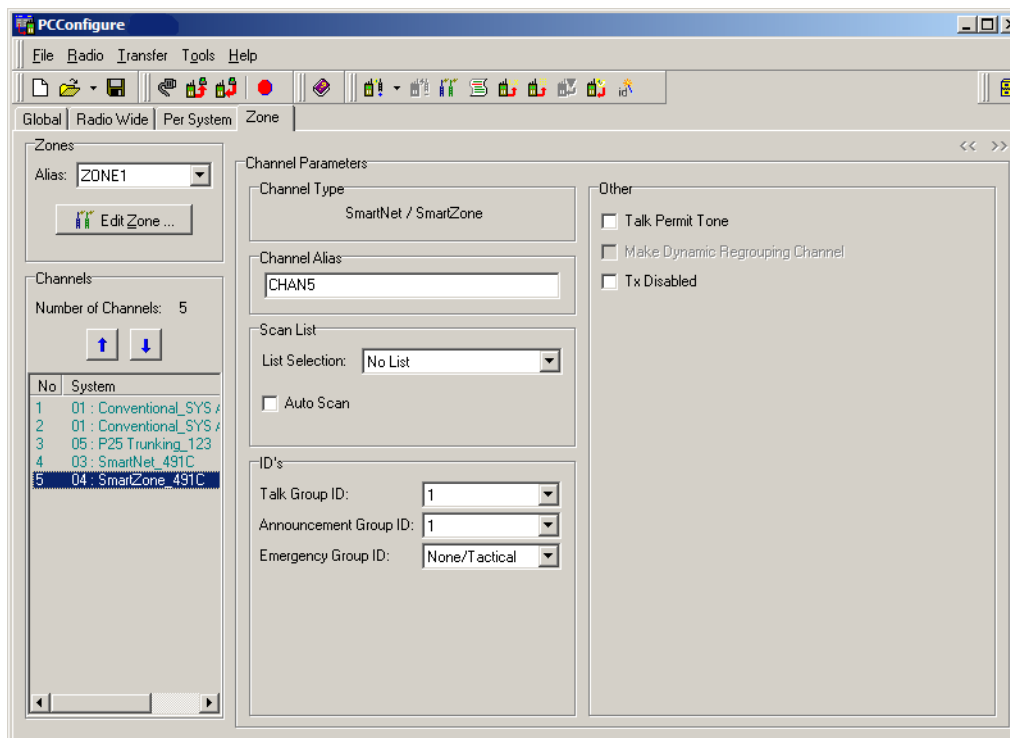 PCConfigure
File Radio Transfer Tools Help
id
Global Radio Wide Per System Zone
Zones
Alias: ZONE1
Edit Zone ...
Channels
Number of Channels: 5
No System
1 01 : Conventional_SYS A
2 01 : Conventional_SYS A
3 05 : P25 Trunking_123
4 03 : SmartNet_491C
5 04 : SmartZone_491C
<< >>
Channel Parameters
Channel Type
SmartNet / SmartZone
Channel Alias
CHAN5
Scan List
List Selection: No List
Auto Scan
ID's
Talk Group ID: 1
Announcement Group ID: 1
Emergency Group ID: None/Tactical
Other
Talk Permit Tone
Make Dynamic Regrouping Channel
Tx Disabled